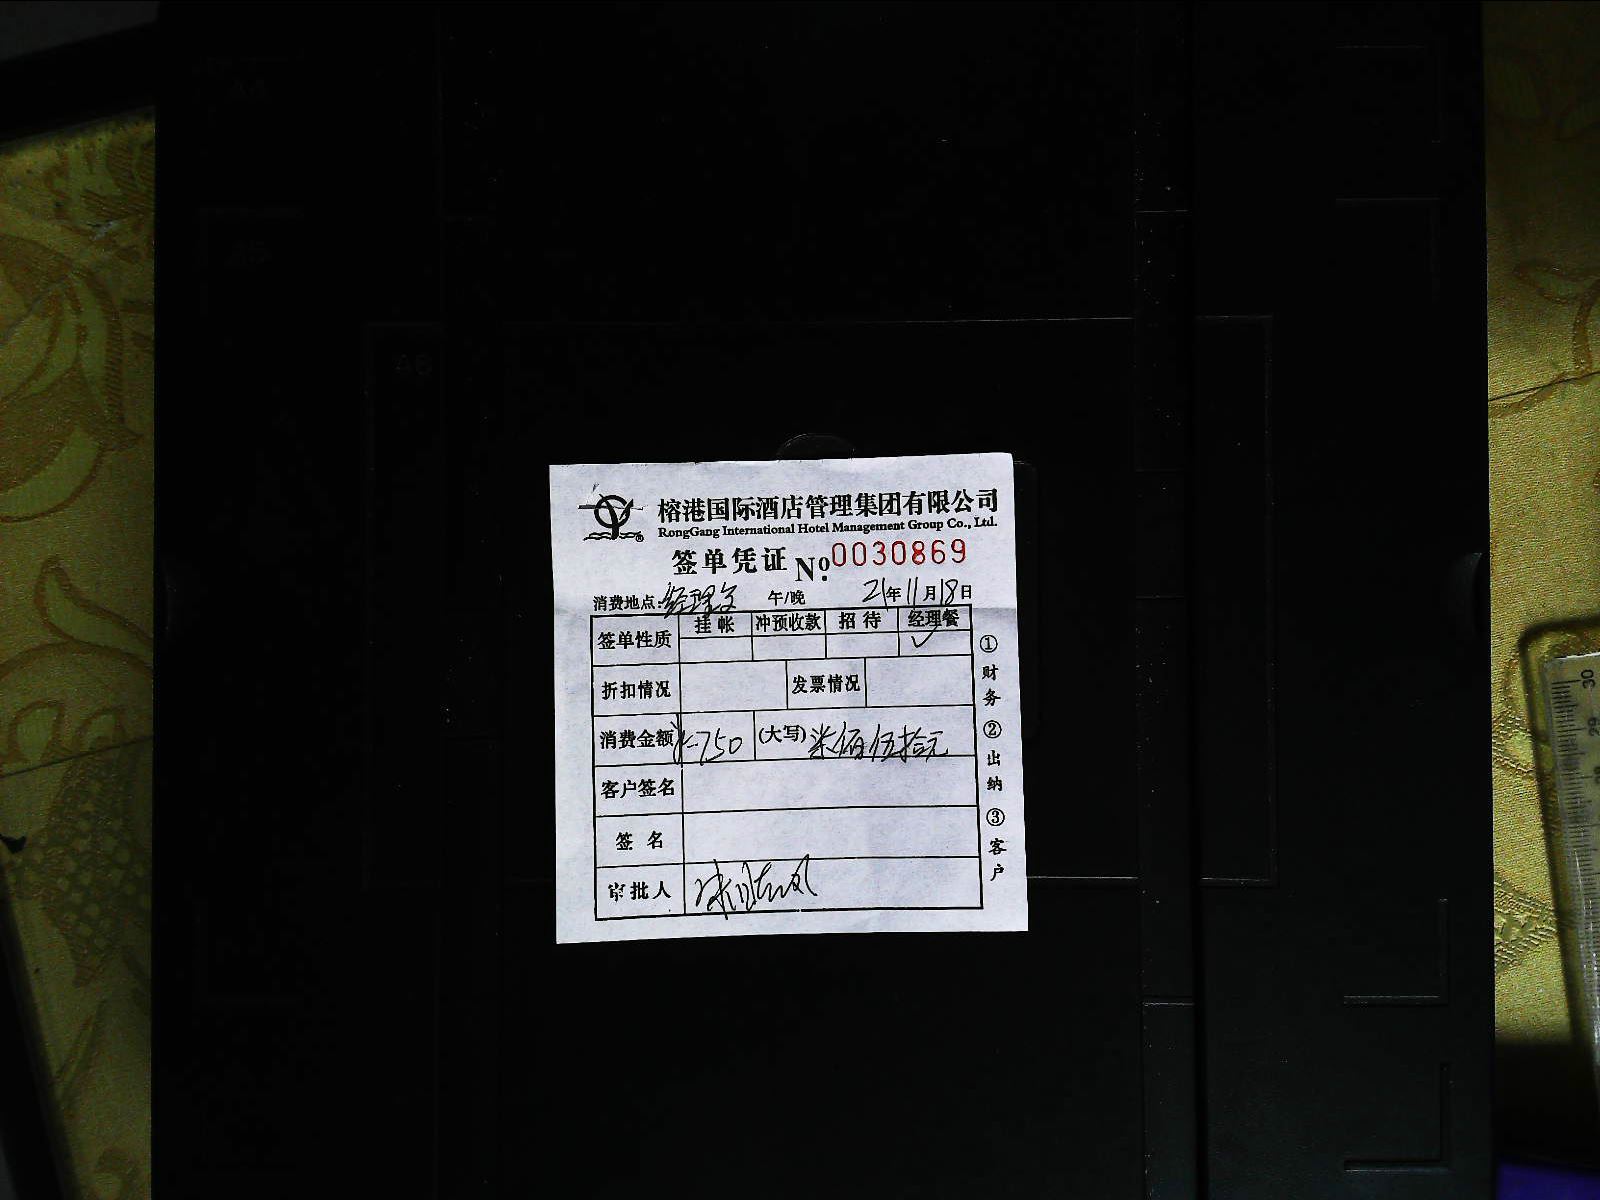 榕港国际酒店管理集团有限公司
RongGang International Hotel Management Group Co., Ltd.
签单凭证 No. 0030869
消费地点: 经理 午/晚 21年11月18日
签单性质 挂帐 冲预收款 招待 经理餐 ✓
折扣情况 发票情况
消费金额 ¥-750 (大写) 柒佰伍拾元
客户签名
签名
审批人
①财务 ②出纳 ③客户
A6
30
29